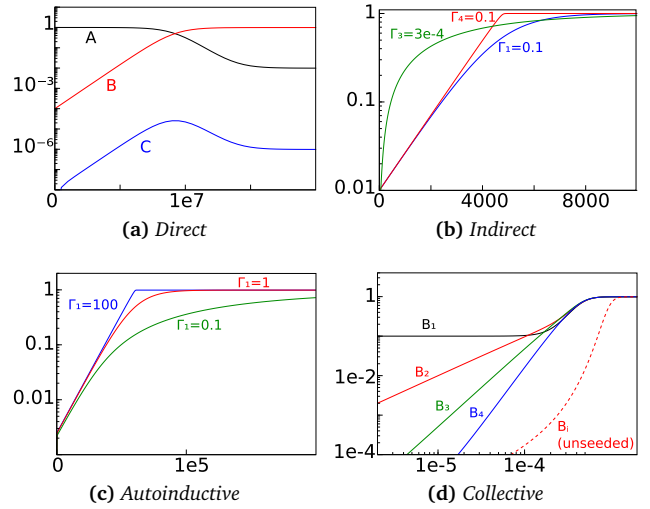 1
A
10⁻³
B
10⁻⁶
C
0
1e7
(a) Direct
1
Γ₄=0.1
Γ₃=3e-4
Γ₁=0.1
0.1
0.01
0
4000
8000
(b) Indirect
1
Γ₁=1
Γ₁=100
Γ₁=0.1
0.1
0.01
0
1e5
(c) Autoinductive
1
B₁
B₂
1e-2
B₃
B₄
Bᵢ
(unseeded)
1e-4
1e-5
1e-4
(d) Collective